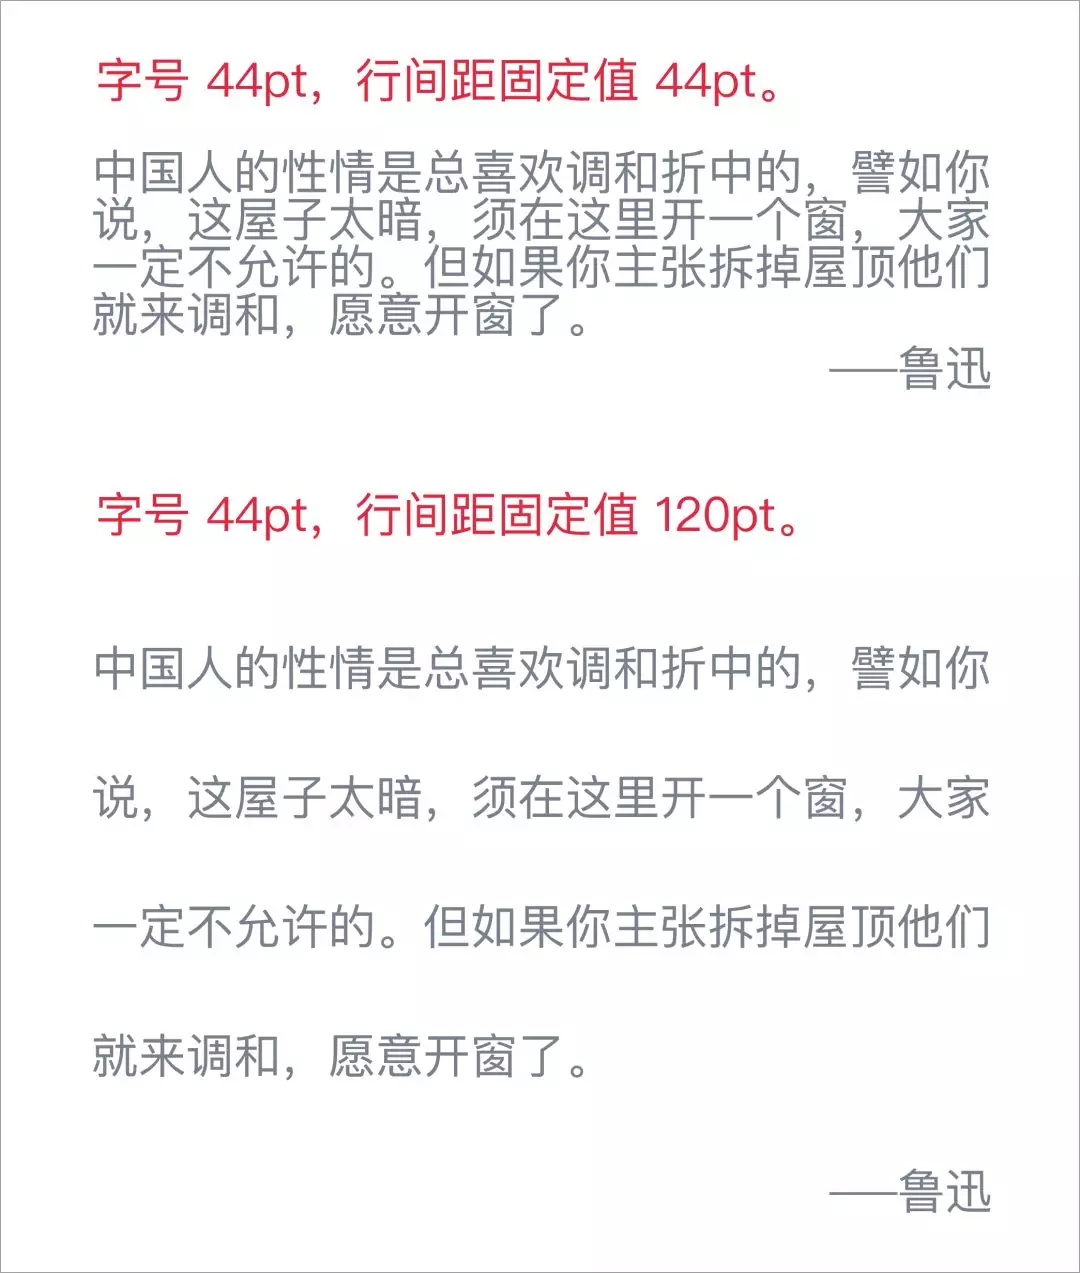 字号 44pt，行间距固定值 44pt。
中国人的性情是总喜欢调和折中的，譬如你
说，这屋子太暗，须在这里开一个窗，大家
一定不允许的。但如果你主张拆掉屋顶他们
就来调和，愿意开窗了。
——鲁迅
字号 44pt，行间距固定值 120pt。
中国人的性情是总喜欢调和折中的，譬如你
说，这屋子太暗，须在这里开一个窗，大家
一定不允许的。但如果你主张拆掉屋顶他们
就来调和，愿意开窗了。
——鲁迅